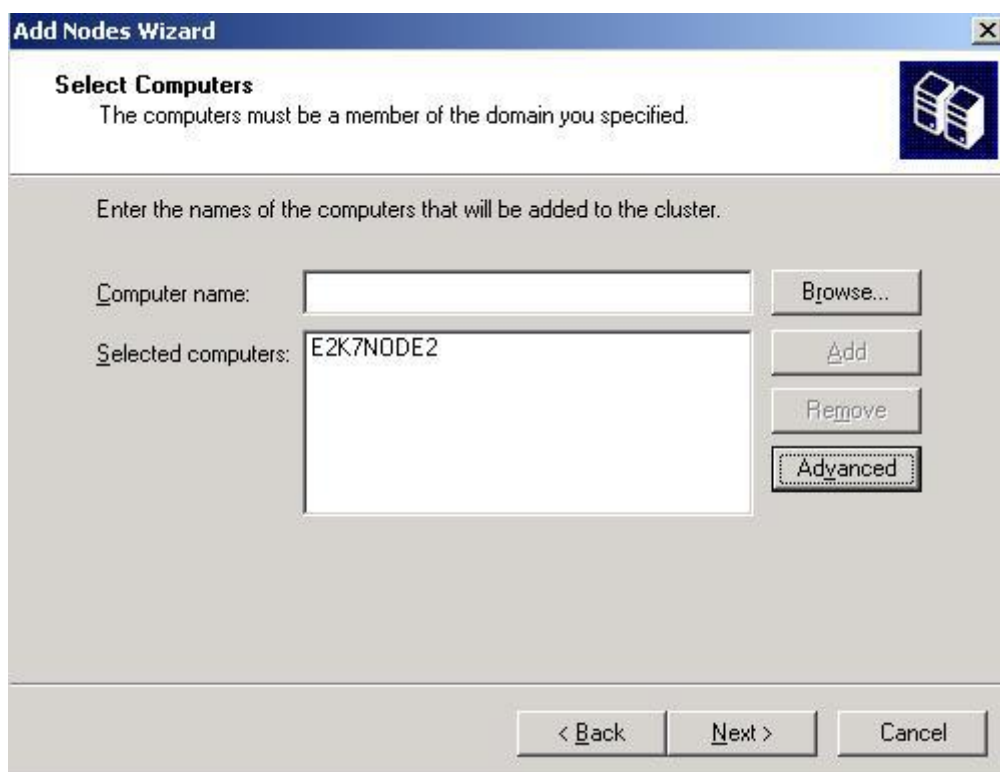 Add Nodes Wizard
Select Computers
The computers must be a member of the domain you specified.
Enter the names of the computers that will be added to the cluster.
Computer name:
Browse...
Selected computers:
E2K7NODE2
Add
Remove
Advanced
< Back
Next >
Cancel